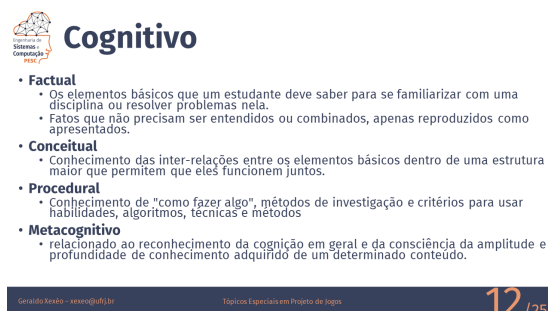 Engenharia de
Sistemas e
Computação
PESC
Cognitivo
• Factual
• Os elementos básicos que um estudante deve saber para se familiarizar com uma
disciplina ou resolver problemas nela.
• Fatos que não precisam ser entendidos ou combinados, apenas reproduzidos como
apresentados.
• Conceitual
• Conhecimento das inter-relações entre os elementos básicos dentro de uma estrutura
maior que permitem que eles funcionem juntos.
• Procedural
• Conhecimento de "como fazer algo", métodos de investigação e critérios para usar
habilidades, algoritmos, técnicas e métodos
• Metacognitivo
• relacionado ao reconhecimento da cognição em geral e da consciência da amplitude e
profundidade de conhecimento adquirido de um determinado conteúdo.
Geraldo Xexéo – xexeo@ufrj.br
Tópicos Especiais em Projeto de Jogos
12/25